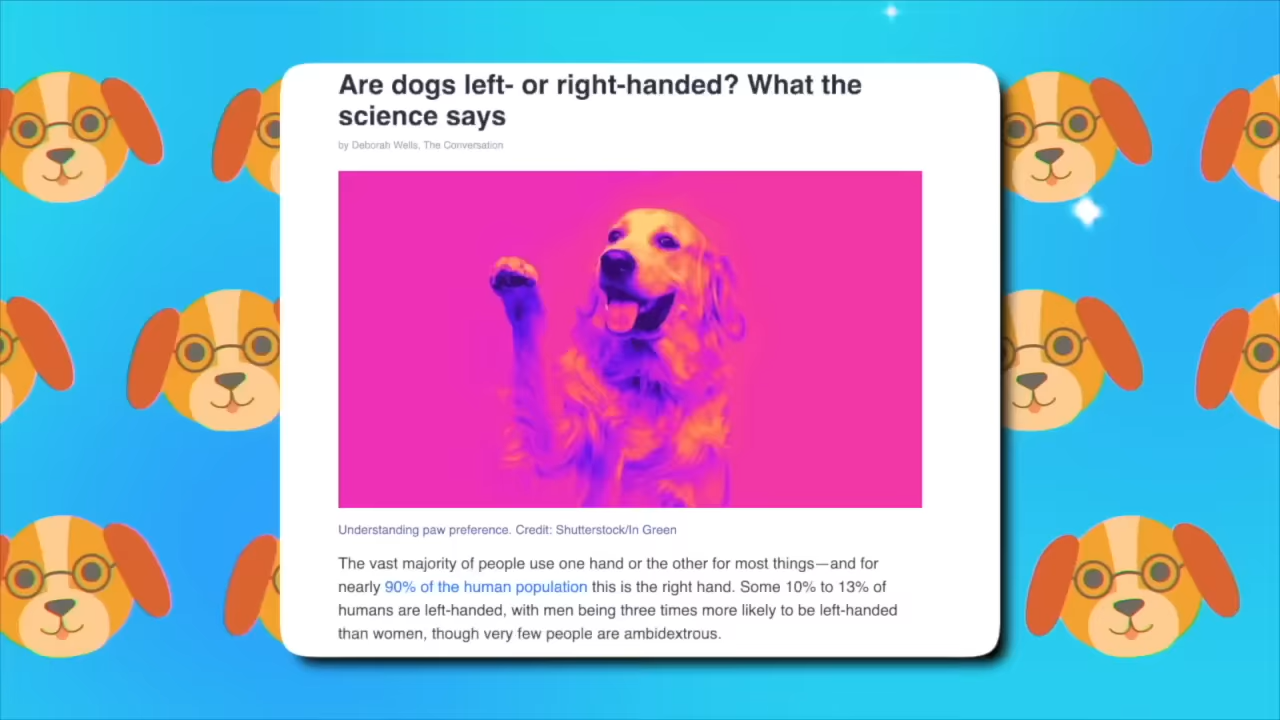 Are dogs left- or right-handed? What the
science says
by Deborah Wells, The Conversation
Understanding paw preference. Credit: Shutterstock/In Green
The vast majority of people use one hand or the other for most things—and for
nearly 90% of the human population this is the right hand. Some 10% to 13% of
humans are left-handed, with men being three times more likely to be left-handed
than women, though very few people are ambidextrous.